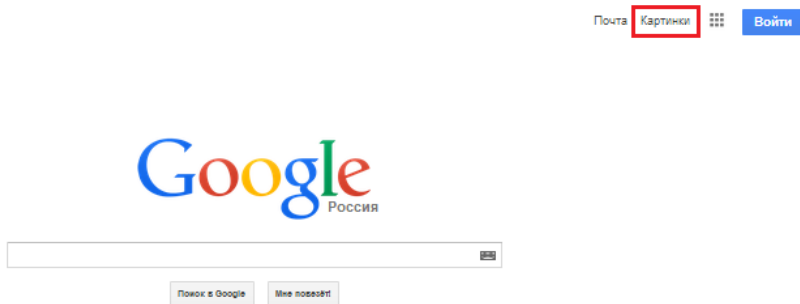 Почта Картинки Войти
Google
Россия
Поиск в Google Мне повезёт!